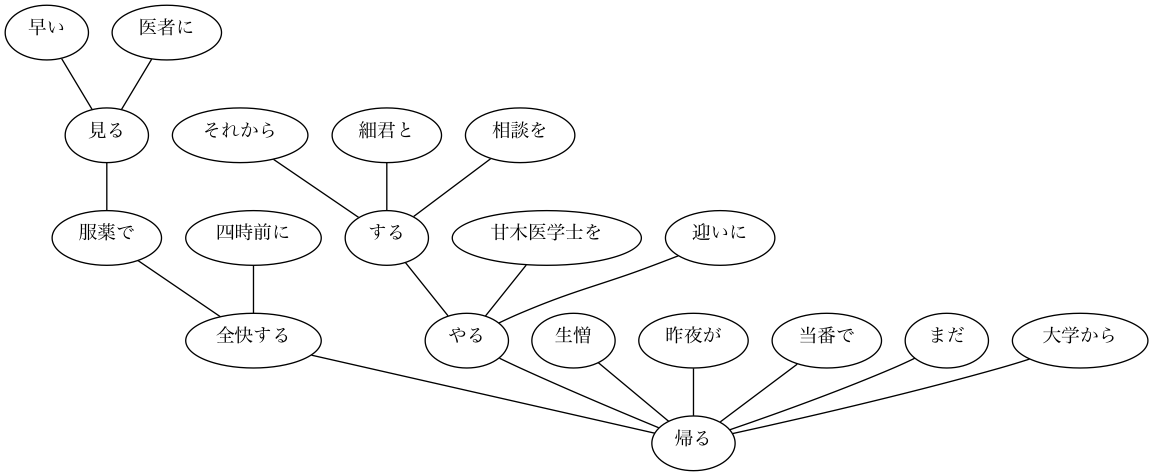 早い 医者に
見る それから 細君と 相談を
服薬で 四時前に する 甘木医学士を 迎いに
全快する やる 生憎 昨夜が 当番で まだ 大学から
帰る